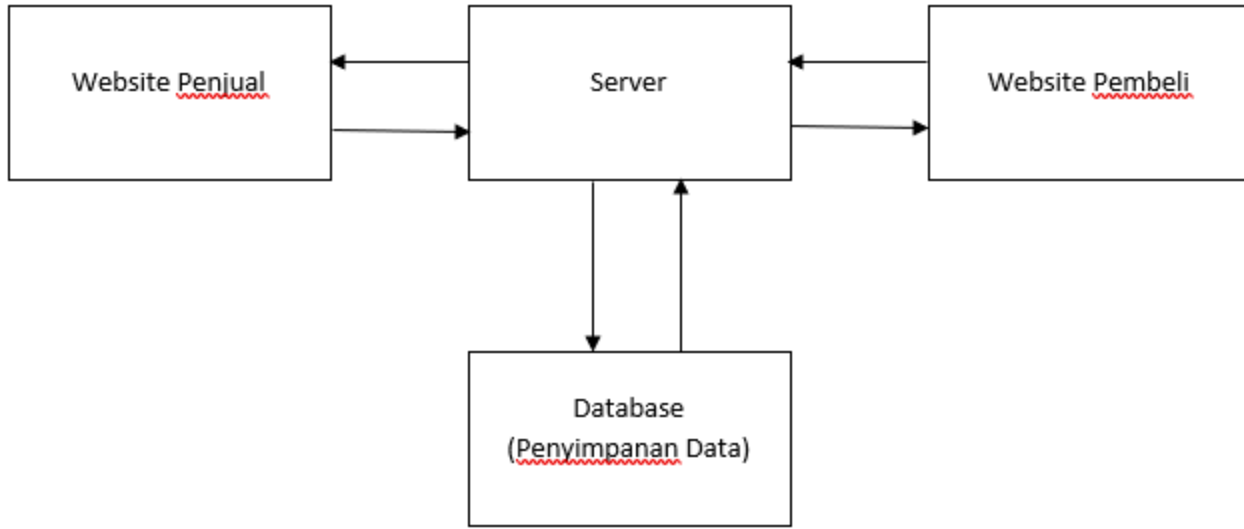 Website Penjual
Server
Website Pembeli
Database
(Penyimpanan Data)